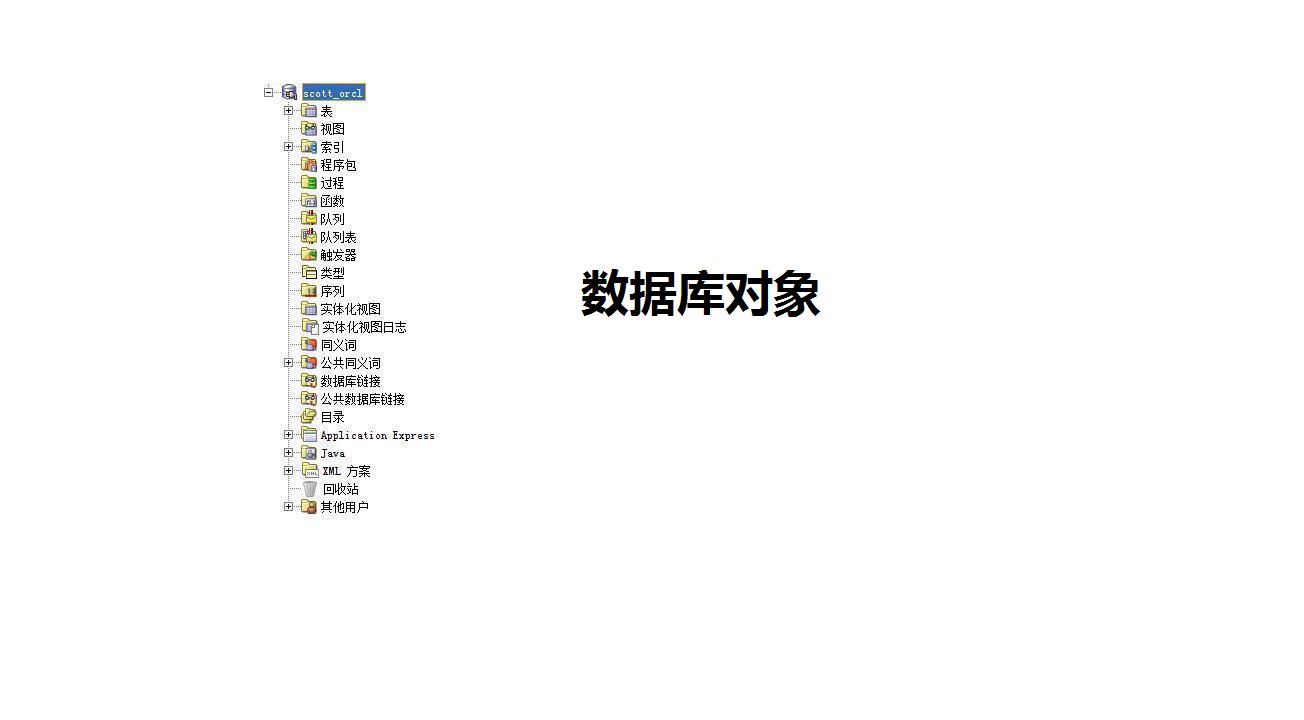 scott_orcl
表
视图
索引
程序包
过程
函数
队列
队列表
触发器
类型
序列
实体化视图
实体化视图日志
同义词
公共同义词
数据库链接
公共数据库链接
目录
Application Express
Java
XML 方案
回收站
其他用户
数据库对象